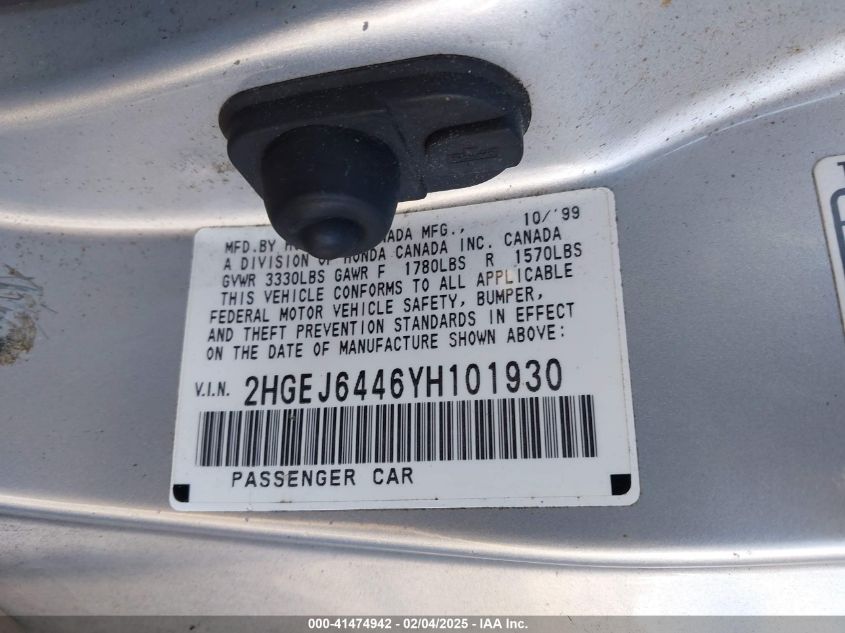 MFD.BY CANADA MFG., 10/'99
A DIVISION OF HONDA CANADA INC. CANADA
GVWR 3330LBS GAWR F 1780LBS R 1570LBS
THIS VEHICLE CONFORMS TO ALL APPLICABLE
FEDERAL MOTOR VEHICLE SAFETY, BUMPER,
AND THEFT PREVENTION STANDARDS IN EFFECT
ON THE DATE OF MANUFACTURE SHOWN ABOVE:
V.I.N. 2HGEJ6446YH101930
PASSENGER CAR
000-41474942 - 02/04/2025 - IAA Inc.